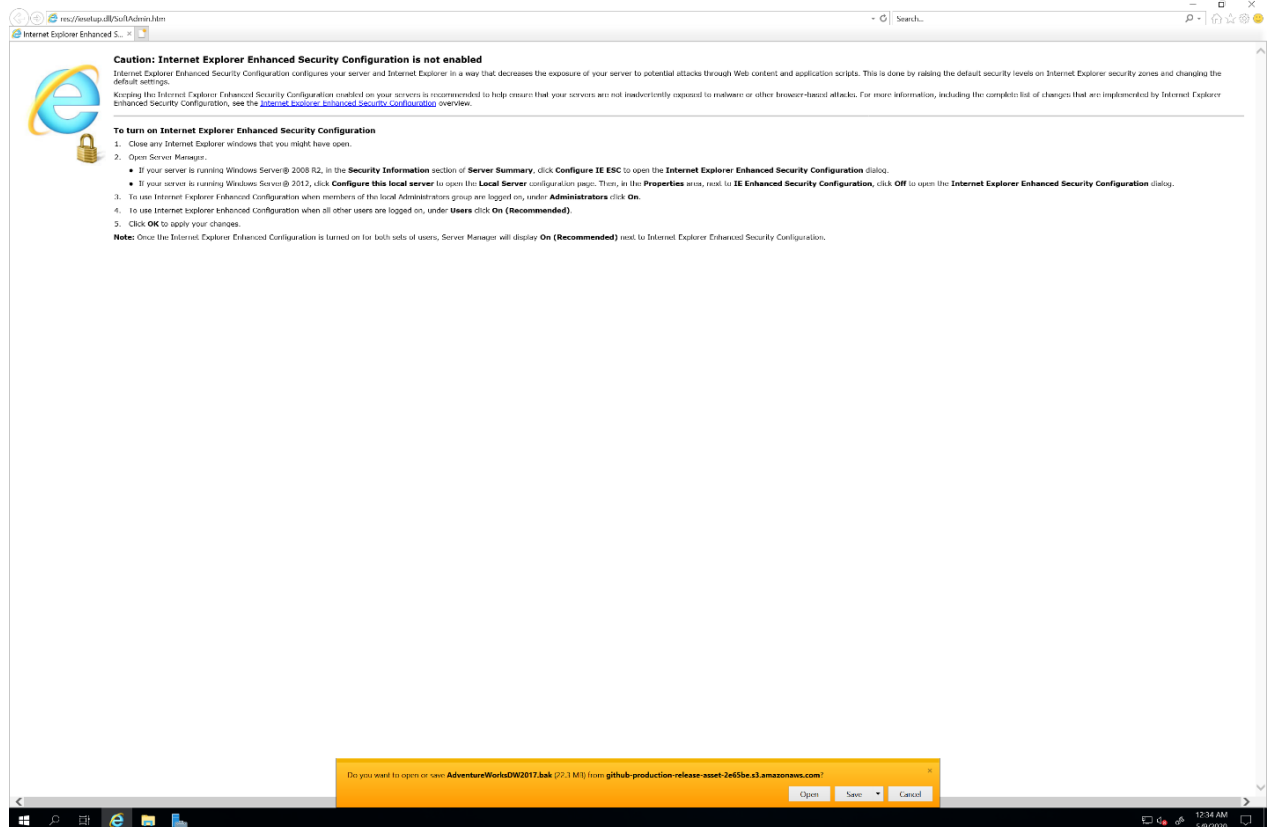 res://iesetup.dll/SoftAdmin.htm
Search...
Internet Explorer Enhanced S...
Caution: Internet Explorer Enhanced Security Configuration is not enabled
Internet Explorer Enhanced Security Configuration configures your server and Internet Explorer in a way that decreases the exposure of your server to potential attacks through Web content and application scripts. This is done by raising the default security levels on Internet Explorer security zones and changing the
default settings.
Keeping the Internet Explorer Enhanced Security Configuration enabled on your servers is recommended to help ensure that your servers are not inadvertently exposed to malware or other browser-based attacks. For more information, including the complete list of changes that are implemented by Internet Explorer
Enhanced Security Configuration, see the Internet Explorer Enhanced Security Configuration overview.
To turn on Internet Explorer Enhanced Security Configuration
1. Close any Internet Explorer windows that you might have open.
2. Open Server Manager.
• If your server is running Windows Server® 2008 R2, in the Security Information section of Server Summary, click Configure IE ESC to open the Internet Explorer Enhanced Security Configuration dialog.
• If your server is running Windows Server® 2012, click Configure this local server to open the Local Server configuration page. Then, in the Properties area, next to IE Enhanced Security Configuration, click Off to open the Internet Explorer Enhanced Security Configuration dialog.
3. To use Internet Explorer Enhanced Configuration when members of the local Administrators group are logged on, under Administrators click On.
4. To use Internet Explorer Enhanced Configuration when all other users are logged on, under Users click On (Recommended).
5. Click OK to apply your changes.
Note: Once the Internet Explorer Enhanced Configuration is turned on for both sets of users, Server Manager will display On (Recommended) next to Internet Explorer Enhanced Security Configuration.
Do you want to open or save AdventureWorksDW2017.bak (22.3 MB) from github-production-release-asset-2e65be.s3.amazonaws.com?
Open
Save
Cancel
12:34 AM
5/9/2020